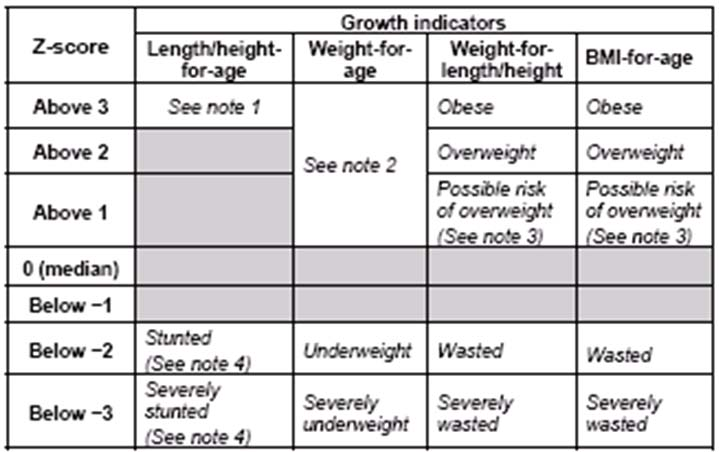 Z-score
Growth indicators
Length/height-
for-age
Weight-for-
age
Weight-for-
length/height
BMI-for-age
Above 3
See note 1
See note 2
Obese
Obese
Above 2
Overweight
Overweight
Above 1
Possible risk
of overweight
(See note 3)
Possible risk
of overweight
(See note 3)
0 (median)
Below −1
Below −2
Stunted
(See note 4)
Underweight
Wasted
Wasted
Below −3
Severely
stunted
(See note 4)
Severely
underweight
Severely
wasted
Severely
wasted